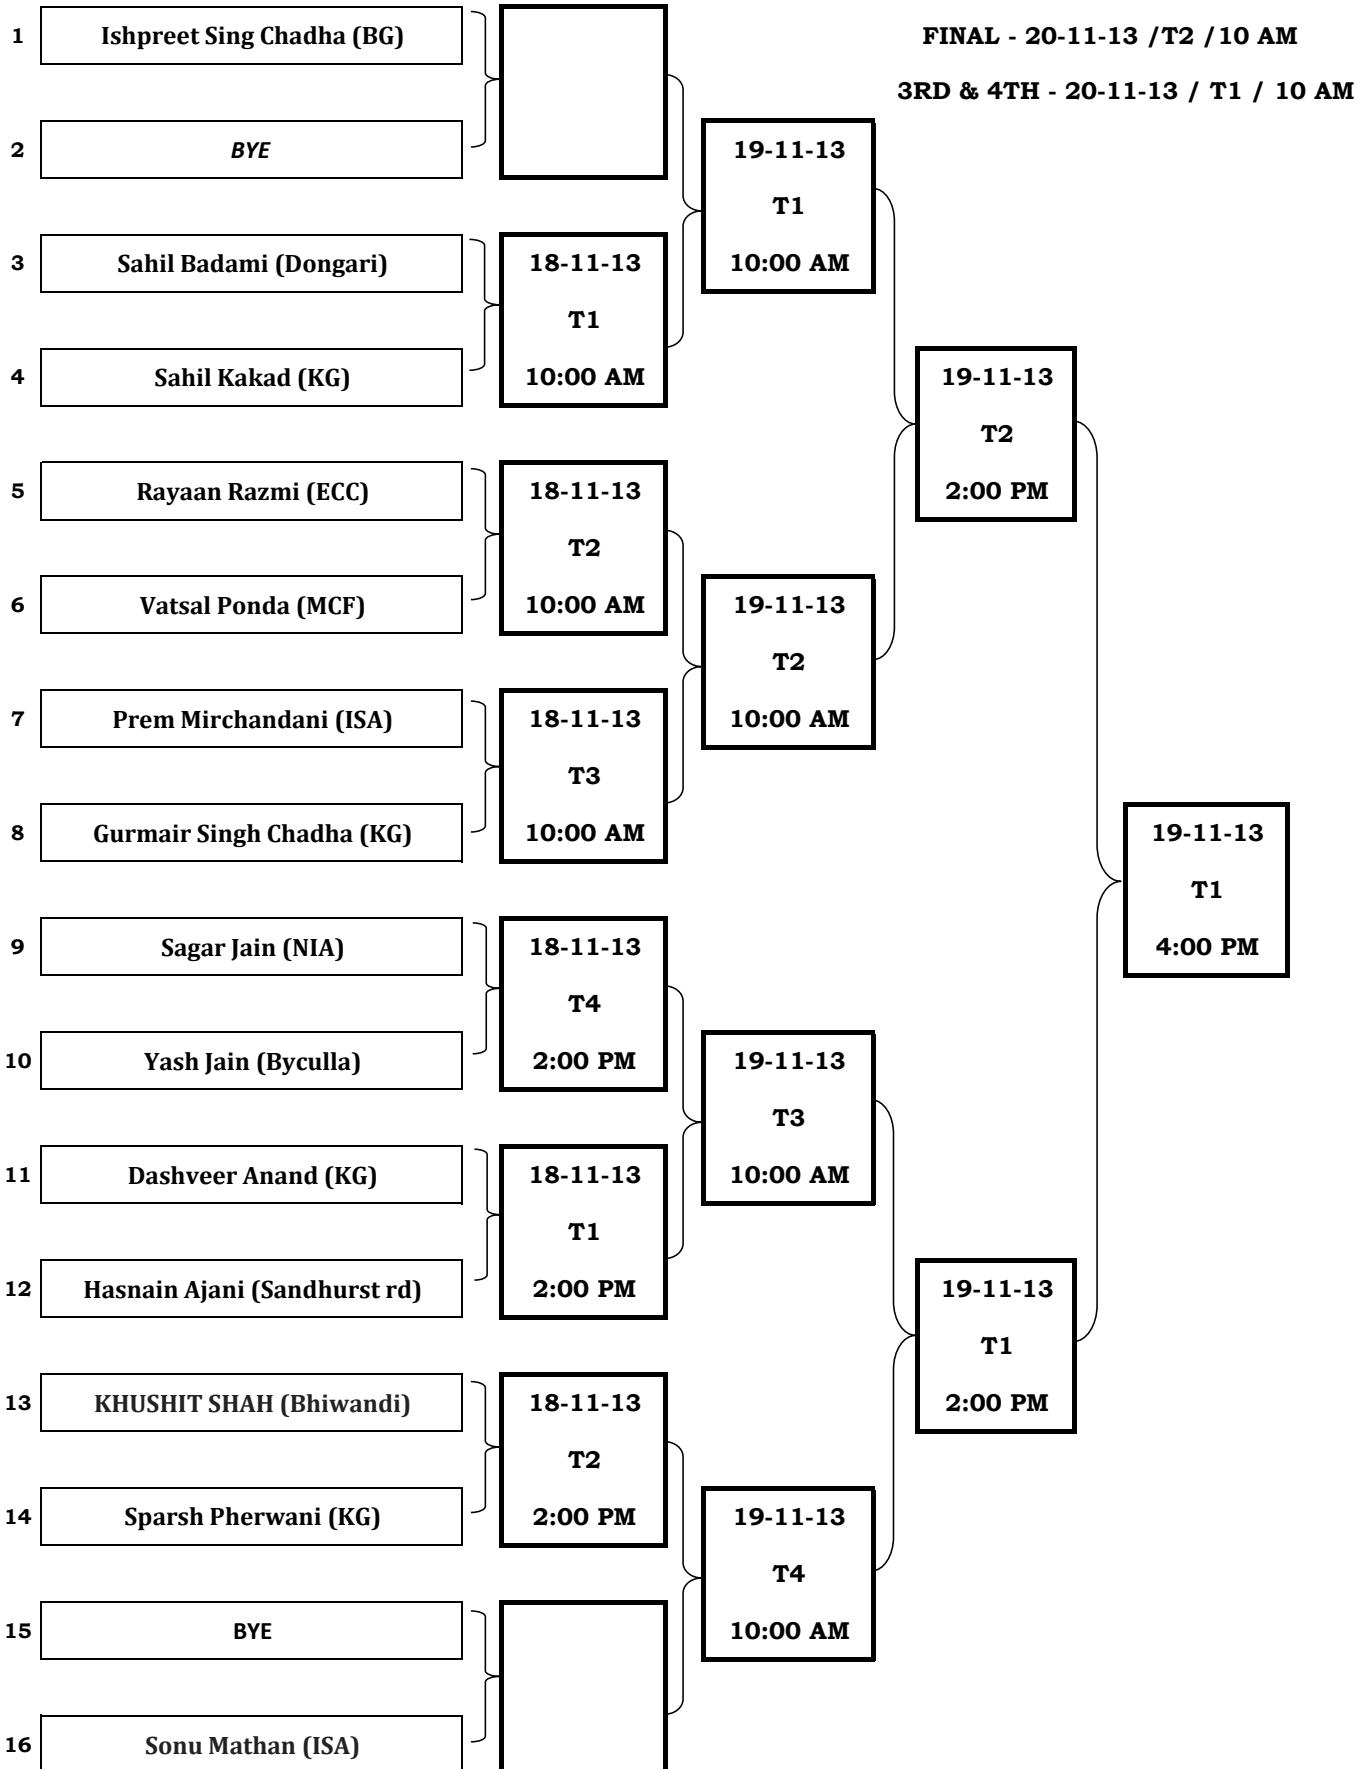 FINAL - 20-11-13 /T2 /10 AM
3RD & 4TH - 20-11-13 / T1 / 10 AM
1 Ishpreet Sing Chadha (BG)
2 BYE
3 Sahil Badami (Dongari)
4 Sahil Kakad (KG)
5 Rayaan Razmi (ECC)
6 Vatsal Ponda (MCF)
7 Prem Mirchandani (ISA)
8 Gurmair Singh Chadha (KG)
9 Sagar Jain (NIA)
10 Yash Jain (Byculla)
11 Dashveer Anand (KG)
12 Hasnain Ajani (Sandhurst rd)
13 KHUSHIT SHAH (Bhiwandi)
14 Sparsh Pherwani (KG)
15 BYE
16 Sonu Mathan (ISA)
18-11-13
T1
10:00 AM
18-11-13
T2
10:00 AM
18-11-13
T3
10:00 AM
18-11-13
T4
2:00 PM
18-11-13
T1
2:00 PM
18-11-13
T2
2:00 PM
19-11-13
T1
10:00 AM
19-11-13
T2
10:00 AM
19-11-13
T3
10:00 AM
19-11-13
T4
10:00 AM
19-11-13
T2
2:00 PM
19-11-13
T1
2:00 PM
19-11-13
T1
4:00 PM